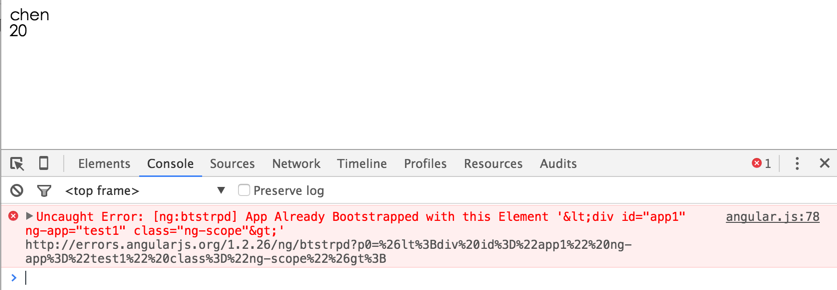 chen
20
Elements Console Sources Network Timeline Profiles Resources Audits 1
<top frame> Preserve log
Uncaught Error: [ng:btstrpd] App Already Bootstrapped with this Element '&lt;div id="app1" angular.js:78
ng-app="test1" class="ng-scope"&gt;'
http://errors.angularjs.org/1.2.26/ng/btstrpd?p0=%26lt%3Bdiv%20id%3D%22app1%22%20ng-
app%3D%22test1%22%20class%3D%22ng-scope%22%26gt%3B